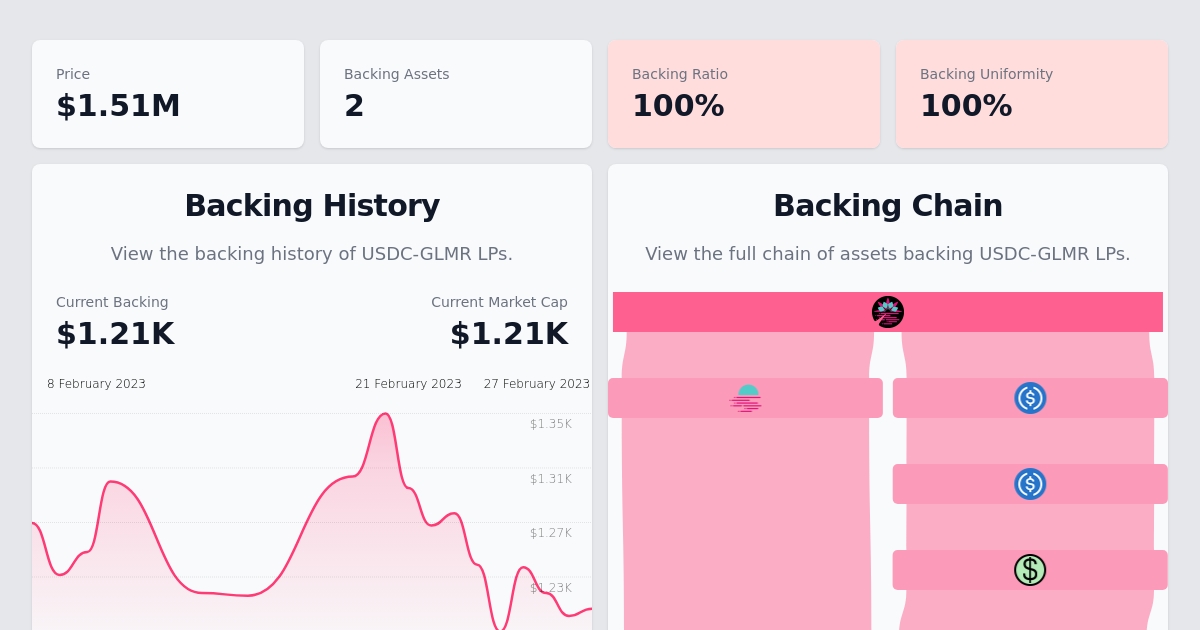 Price
$1.51M
Backing Assets
2
Backing Ratio
100%
Backing Uniformity
100%
Backing History
View the backing history of USDC-GLMR LPs.
Current Backing
$1.21K
Current Market Cap
$1.21K
8 February 2023
21 February 2023
27 February 2023
$1.35K
$1.31K
$1.27K
$1.23K
Backing Chain
View the full chain of assets backing USDC-GLMR LPs.
$
$
$